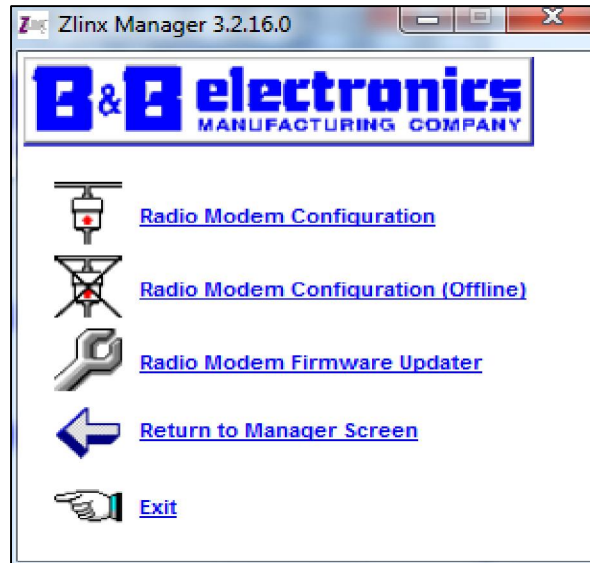 Zlinx Manager 3.2.16.0
B&B electronics
MANUFACTURING COMPANY
Radio Modem Configuration
Radio Modem Configuration (Offline)
Radio Modem Firmware Updater
Return to Manager Screen
Exit